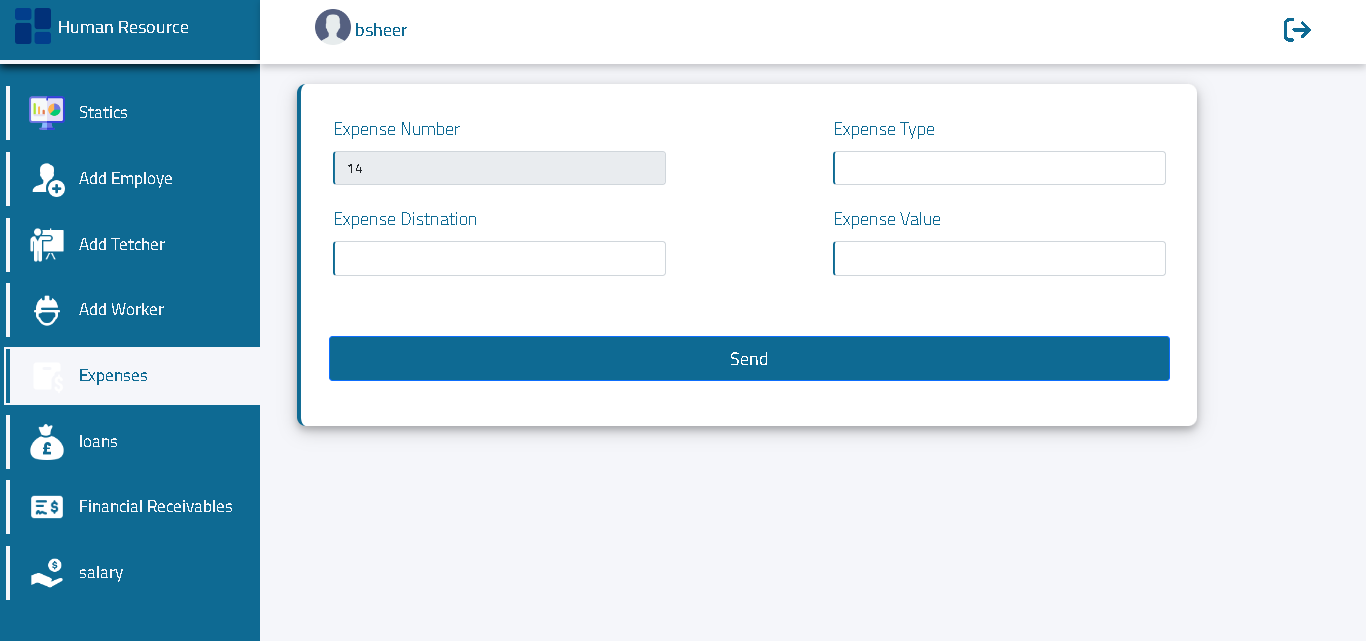 Human Resource
bsheer
Statics
Add Employe
Add Tetcher
Add Worker
Expenses
loans
Financial Receivables
salary
Expense Number
Expense Type
14
Expense Distnation
Expense Value
Send